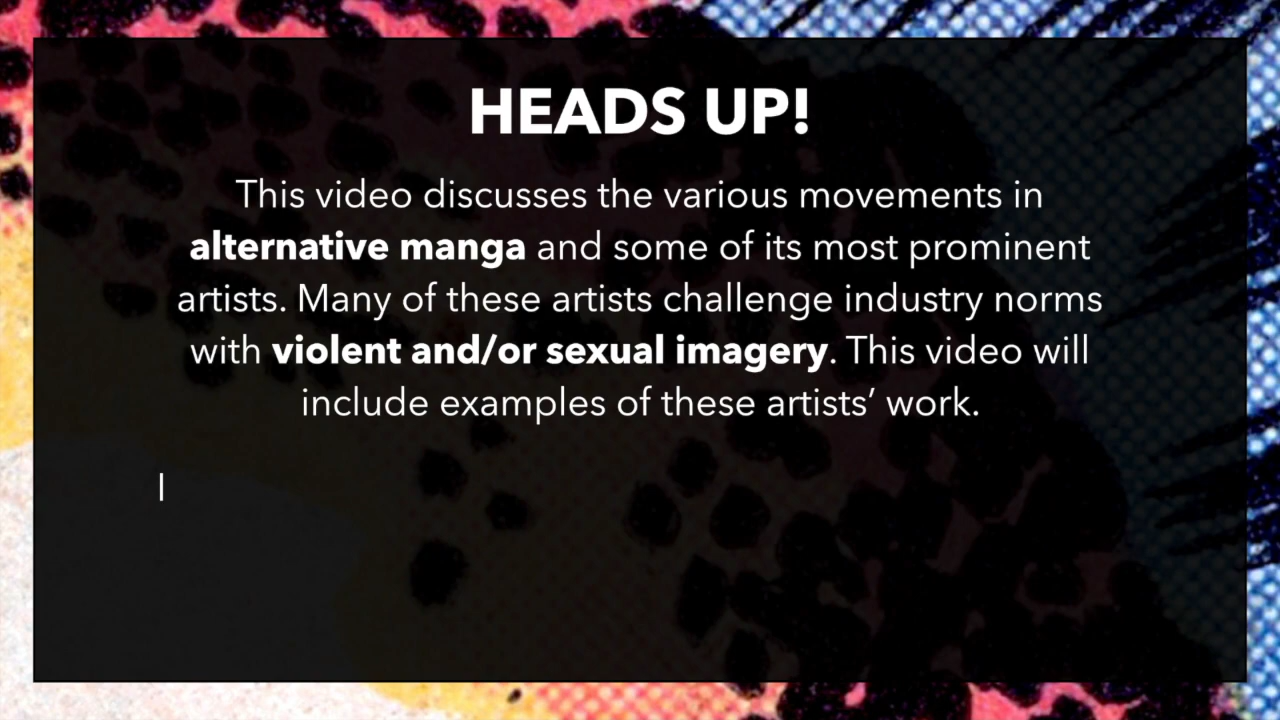 HEADS UP!
This video discusses the various movements in
alternative manga and some of its most prominent
artists. Many of these artists challenge industry norms
with violent and/or sexual imagery. This video will
include examples of these artists’ work.
I